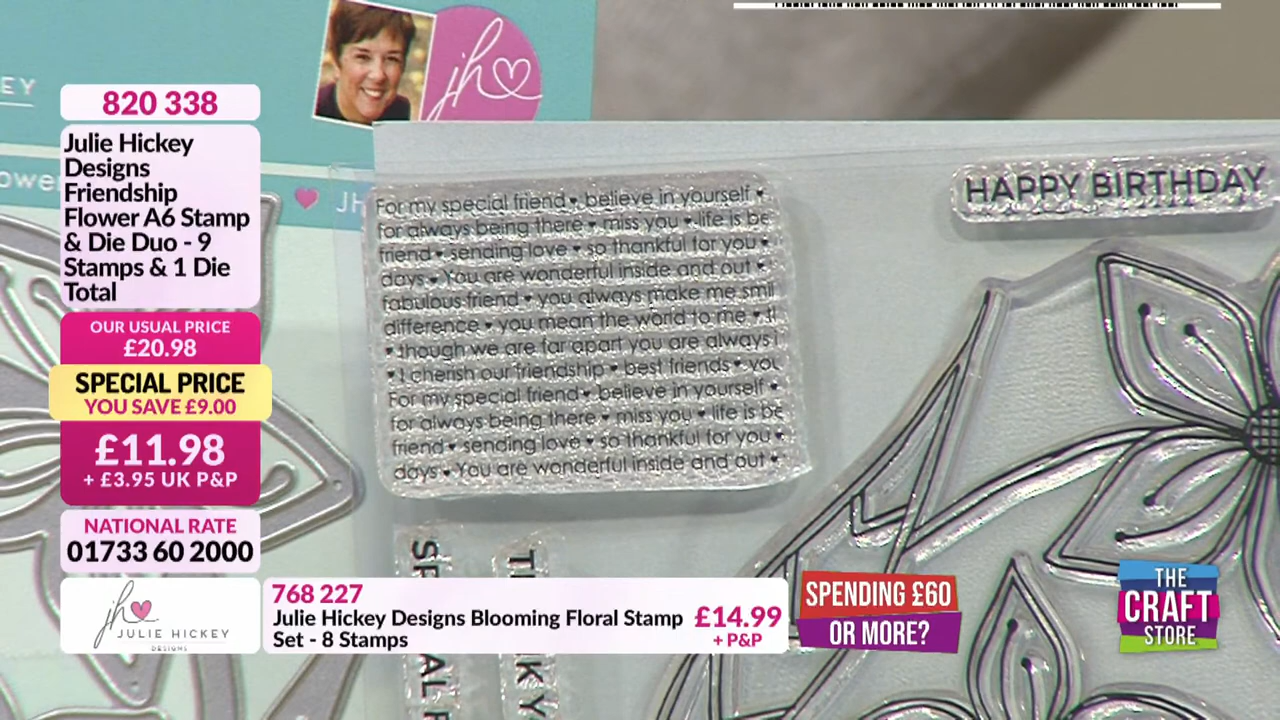 EY
820 338
Julie Hickey
Designs
Friendship
Flower A6 Stamp
& Die Duo - 9
Stamps & 1 Die
Total
OUR USUAL PRICE
£20.98
SPECIAL PRICE
YOU SAVE £9.00
£11.98
+ £3.95 UK P&P
NATIONAL RATE
01733 60 2000
jh
owe
JH
For my special friend ♥ believe in yourself ♥
for always being there ♥ miss you ♥ life is be
friend ♥ sending love ♥ so thankful for you ♥
days ♥ You are wonderful inside and out ♥
fabulous friend ♥ you always make me smil
difference ♥ you mean the world to me ♥
♥ though we are far apart you are always i
♥ I cherish our friendship ♥ best friends ♥ you
For my special friend ♥ believe in yourself ♥
for always being there ♥ miss you ♥ life is be
friend ♥ sending love ♥ so thankful for you ♥
days ♥ You are wonderful inside and out ♥
HAPPY BIRTHDAY
jh
JULIE HICKEY
DESIGNS
768 227
Julie Hickey Designs Blooming Floral Stamp
Set - 8 Stamps
£14.99
+ P&P
SPENDING £60
OR MORE?
THE
CRAFT
STORE